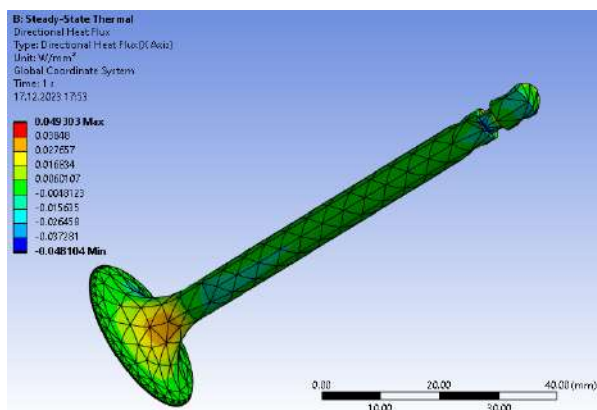 B: Steady-State Thermal
Directional Heat Flux
Type: Directional Heat Flux(X Axis)
Unit: W/mm²
Global Coordinate System
Time: 1 s
17.12.2023 17:53
0.049303 Max
0.03848
0.027657
0.016834
0.0060107
-0.0048123
-0.015635
-0.026458
-0.037281
-0.048104 Min
0.00 20.00 40.00 (mm)
10.00 30.00